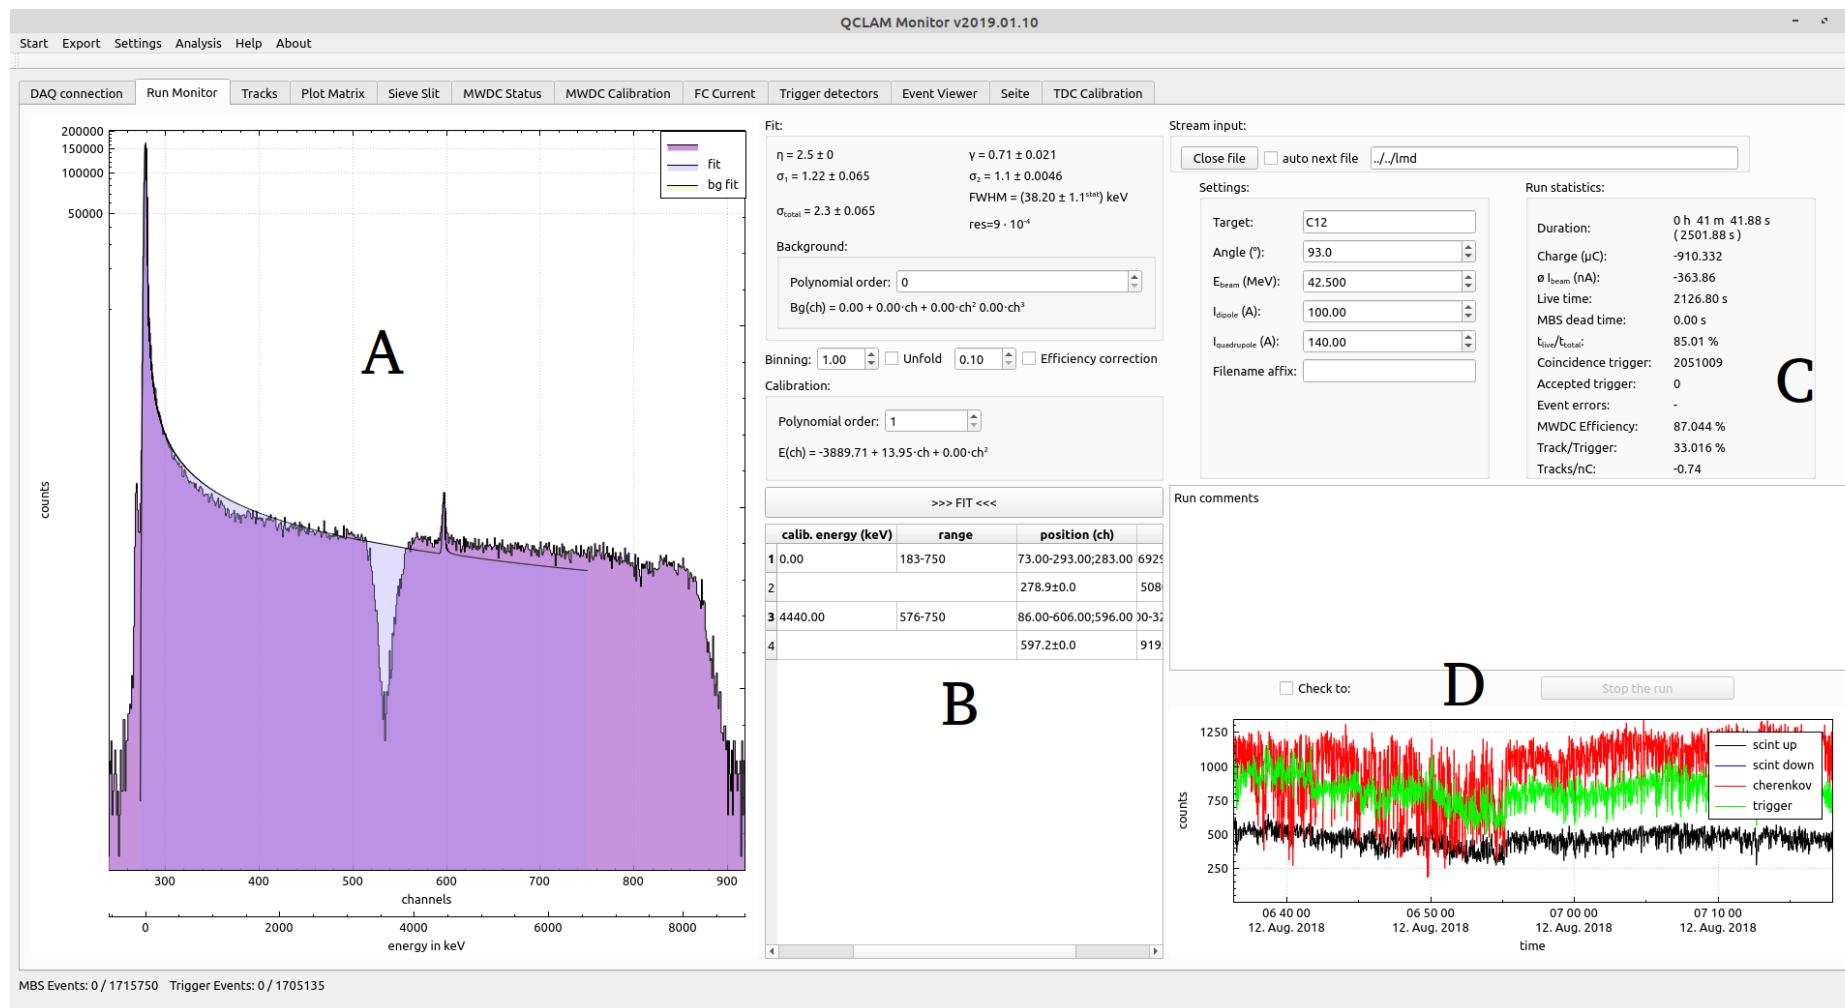 QCLAM Monitor v2019.01.10
Start Export Settings Analysis Help About
DAQ connection Run Monitor Tracks Plot Matrix Sieve Slit MWDC Status MWDC Calibration FC Current Trigger detectors Event Viewer Seite TDC Calibration
200000
150000
100000
50000
counts
fit
bg fit
A
300 400 500 600 700 800 900
channels
0 2000 4000 6000 8000
energy in keV
Fit:
η = 2.5 ± 0 γ = 0.71 ± 0.021
σ₁ = 1.22 ± 0.065 σ₂ = 1.1 ± 0.0046
FWHM = (38.20 ± 1.1ˢᵗᵃᵗ) keV
σtotal = 2.3 ± 0.065
res=9 · 10⁻⁴
Background:
Polynomial order: 0
Bg(ch) = 0.00 + 0.00·ch + 0.00·ch² 0.00·ch³
Binning: 1.00 Unfold 0.10 Efficiency correction
Calibration:
Polynomial order: 1
E(ch) = -3889.71 + 13.95·ch + 0.00·ch²
>>> FIT <<<
calib. energy (keV) range position (ch)
1 0.00 183-750 73.00-293.00;283.00 6929
2 278.9±0.0 508
3 4440.00 576-750 86.00-606.00;596.00 00-32
4 597.2±0.0 919.
B
Stream input:
Close file auto next file ../../lmd
Settings:
Target: C12
Angle (°): 93.0
Ebeam (MeV): 42.500
Idipole (A): 100.00
Iquadrupole (A): 140.00
Filename affix:
Run statistics:
Duration: 0 h 41 m 41.88 s
( 2501.88 s )
Charge (µC): -910.332
ø Ibeam (nA): -363.86
Live time: 2126.80 s
MBS dead time: 0.00 s
tlive/ttotal: 85.01 %
Coincidence trigger: 2051009
Accepted trigger: 0
Event errors: -
MWDC Efficiency: 87.044 %
Track/Trigger: 33.016 %
Tracks/nC: -0.74
C
Run comments
Check to: Stop the run
D
1250
1000
750
500
250
counts
scint up
scint down
cherenkov
trigger
06 40 00 06 50 00 07 00 00 07 10 00
12. Aug. 2018 12. Aug. 2018 12. Aug. 2018 12. Aug. 2018
time
MBS Events: 0 / 1715750 Trigger Events: 0 / 1705135